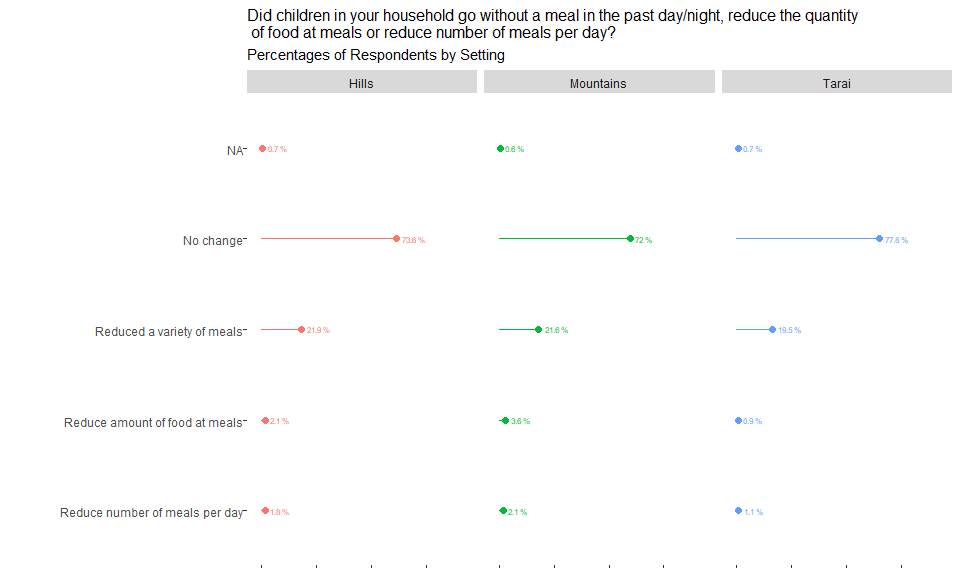 Did children in your household go without a meal in the past day/night, reduce the quantity
of food at meals or reduce number of meals per day?
Percentages of Respondents by Setting
Hills Mountains Tarai
NA 0.7 % 0.6 % 0.7 %
No change 73.6 % 72 % 77.8 %
Reduced a variety of meals 21.9 % 21.6 % 19.5 %
Reduce amount of food at meals 2.1 % 3.6 % 0.9 %
Reduce number of meals per day 1.8 % 2.1 % 1.1 %